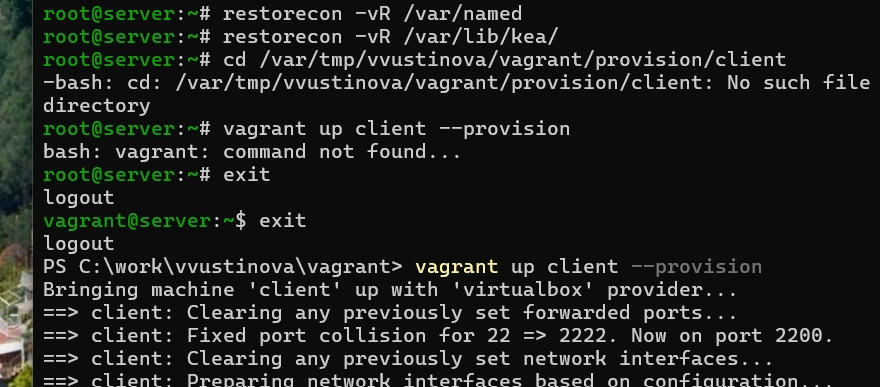 root@server:~# restorecon -vR /var/named
root@server:~# restorecon -vR /var/lib/kea/
root@server:~# cd /var/tmp/vvustinova/vagrant/provision/client
-bash: cd: /var/tmp/vvustinova/vagrant/provision/client: No such file
directory
root@server:~# vagrant up client --provision
bash: vagrant: command not found...
root@server:~# exit
logout
vagrant@server:~$ exit
logout
PS C:\work\vvustinova\vagrant> vagrant up client --provision
Bringing machine 'client' up with 'virtualbox' provider...
==> client: Clearing any previously set forwarded ports...
==> client: Fixed port collision for 22 => 2222. Now on port 2200.
==> client: Clearing any previously set network interfaces...
==> client: Preparing network interfaces based on configuration...